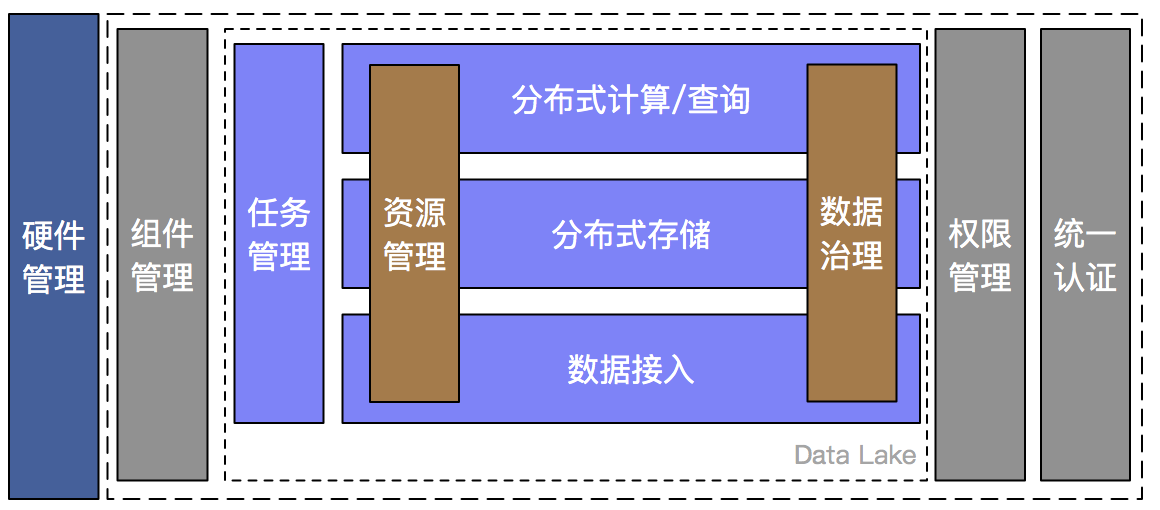 硬件
管理
组件
管理
任务
管理
资源
管理
分布式计算/查询
分布式存储
数据接入
数据
治理
Data Lake
权限
管理
统一
认证